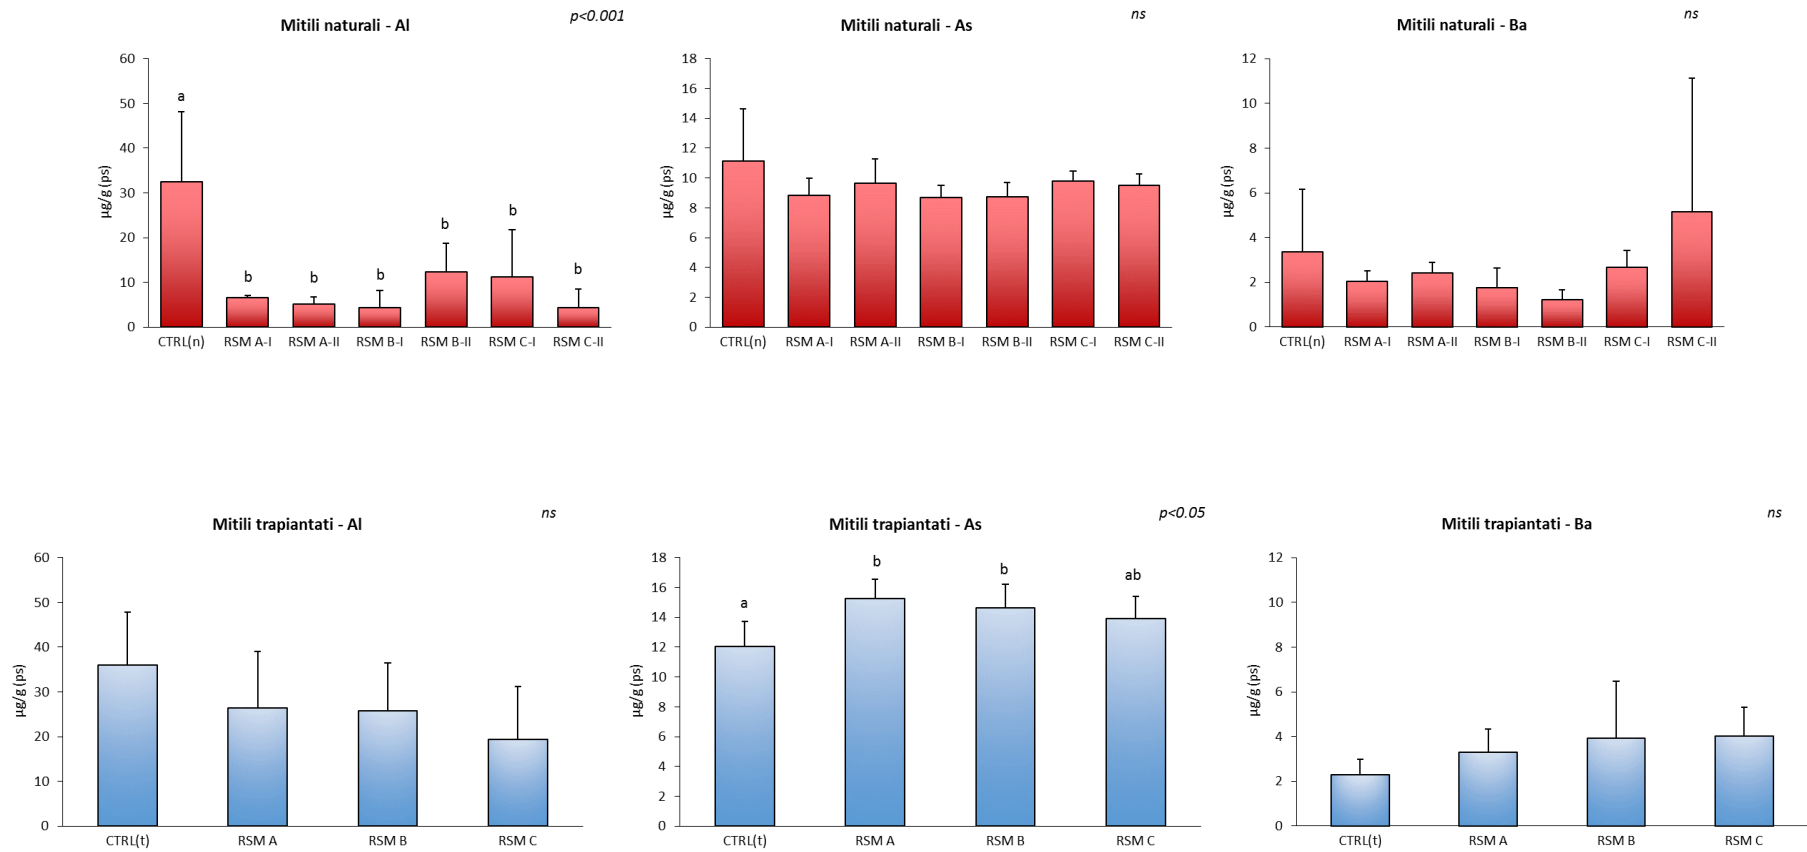 Mitili naturali - Al
p<0.001
60
50
40
30
20
10
0
µg/g (ps)
a
b
b
b
b
b
b
CTRL(n) RSM A-I RSM A-II RSM B-I RSM B-II RSM C-I RSM C-II
Mitili naturali - As
ns
18
16
14
12
10
8
6
4
2
0
µg/g (ps)
CTRL(n) RSM A-I RSM A-II RSM B-I RSM B-II RSM C-I RSM C-II
Mitili naturali - Ba
ns
12
10
8
6
4
2
0
µg/g (ps)
CTRL(n) RSM A-I RSM A-II RSM B-I RSM B-II RSM C-I RSM C-II
Mitili trapiantati - Al
ns
60
50
40
30
20
10
0
µg/g (ps)
CTRL(t) RSM A RSM B RSM C
Mitili trapiantati - As
p<0.05
18
16
14
12
10
8
6
4
2
0
µg/g (ps)
a
b
b
ab
CTRL(t) RSM A RSM B RSM C
Mitili trapiantati - Ba
ns
12
10
8
6
4
2
0
µg/g (ps)
CTRL(t) RSM A RSM B RSM C